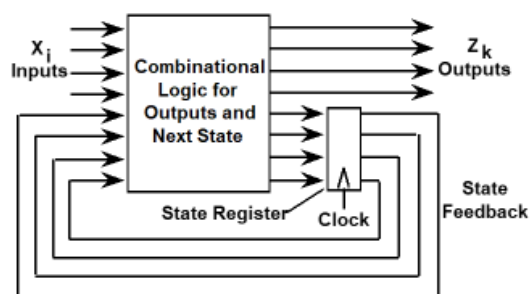 X i
Inputs
Combinational
Logic for
Outputs and
Next State
Z k
Outputs
State Register
Clock
State
Feedback